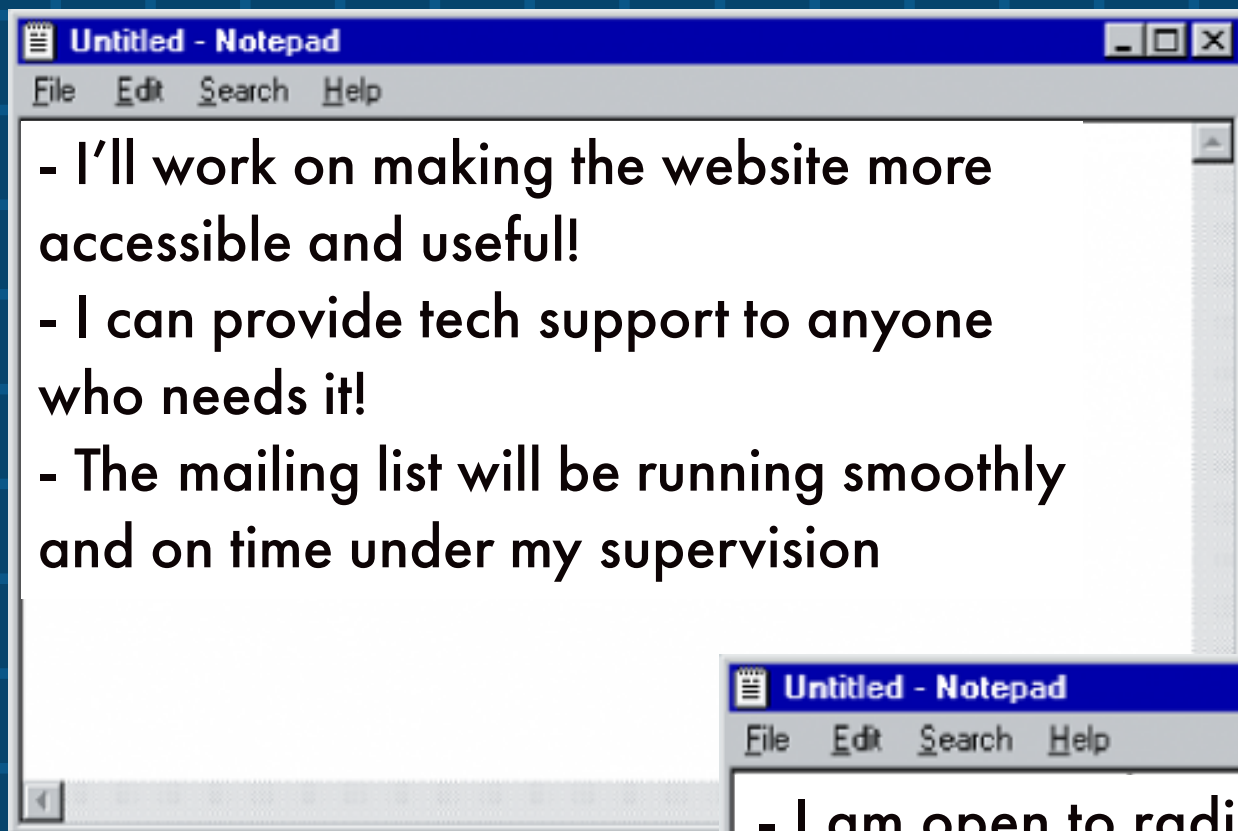 Untitled - Notepad
File Edit Search Help
- I’ll work on making the website more
accessible and useful!
- I can provide tech support to anyone
who needs it!
- The mailing list will be running smoothly
and on time under my supervision
Untitled - Notepad
File Edit Search Help
- I am open to